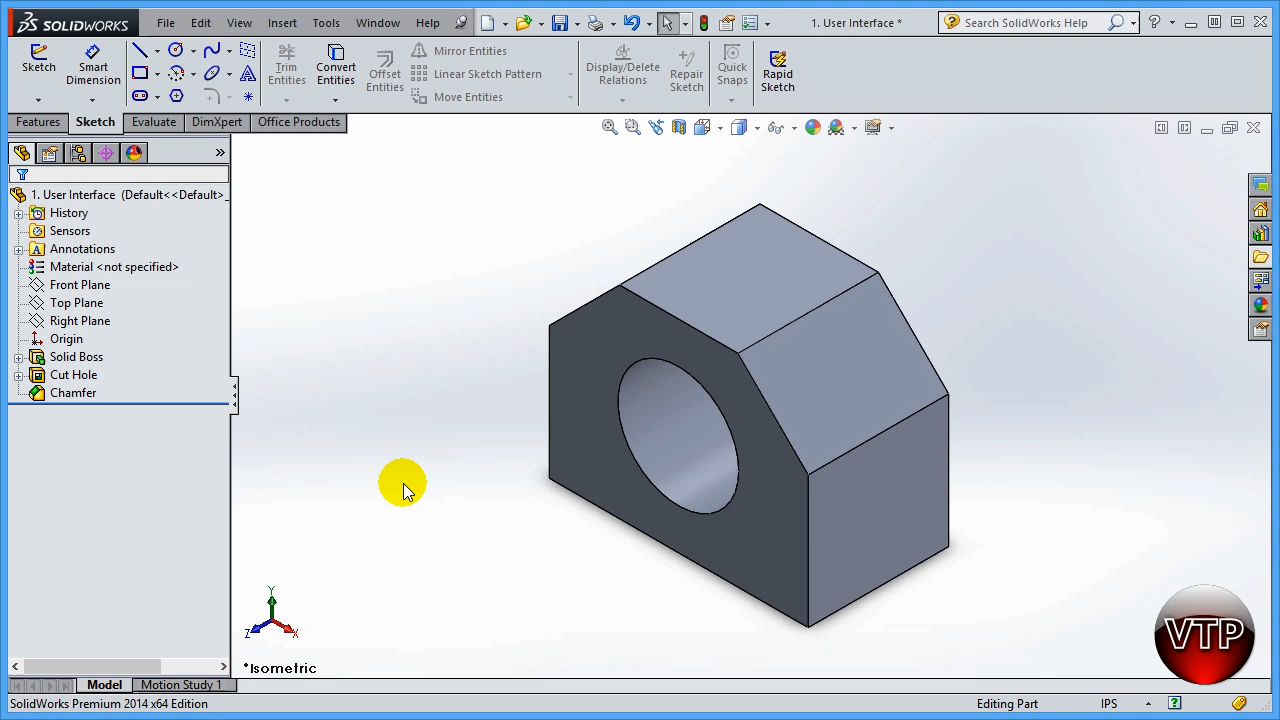 SOLIDWORKS File Edit View Insert Tools Window Help 1. User Interface * Search SolidWorks Help
Sketch
Smart Dimension
Trim Entities
Convert Entities
Offset Entities
Mirror Entities
Linear Sketch Pattern
Move Entities
Display/Delete Relations
Repair Sketch
Quick Snaps
Rapid Sketch
Features Sketch Evaluate DimXpert Office Products
1. User Interface (Default<<Default>_
History
Sensors
Annotations
Material <not specified>
Front Plane
Top Plane
Right Plane
Origin
Solid Boss
Cut Hole
Chamfer
Y
Z X
*Isometric
VTP
Model Motion Study 1
SolidWorks Premium 2014 x64 Edition Editing Part IPS